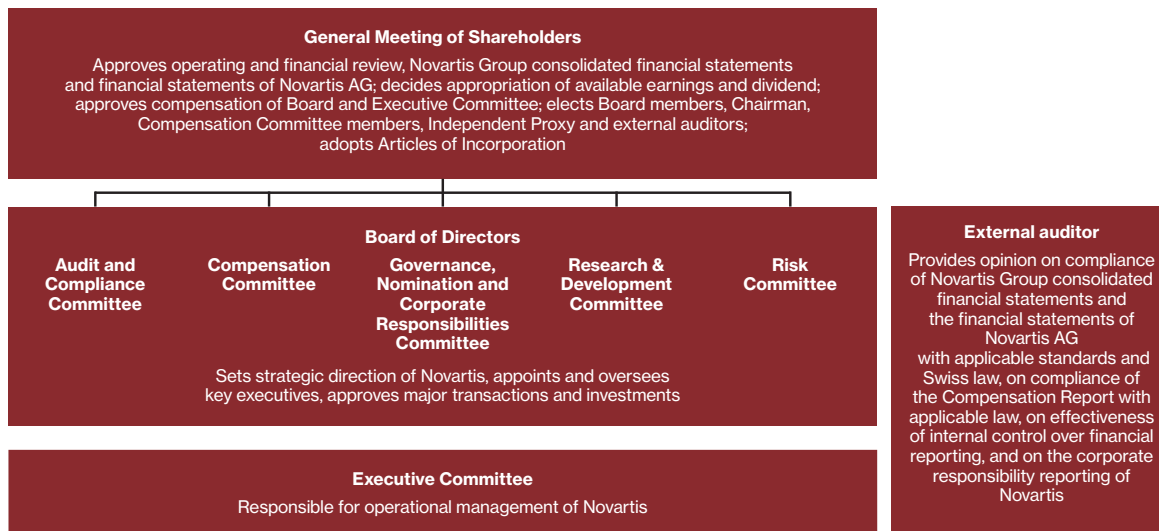 General Meeting of Shareholders
Approves operating and financial review, Novartis Group consolidated financial statements
and financial statements of Novartis AG; decides appropriation of available earnings and dividend;
approves compensation of Board and Executive Committee; elects Board members, Chairman,
Compensation Committee members, Independent Proxy and external auditors;
adopts Articles of Incorporation
Board of Directors
Audit and
Compliance
Committee
Compensation
Committee
Governance,
Nomination and
Corporate
Responsibilities
Committee
Research &
Development
Committee
Risk
Committee
Sets strategic direction of Novartis, appoints and oversees
key executives, approves major transactions and investments
External auditor
Provides opinion on compliance
of Novartis Group consolidated
financial statements and
the financial statements of
Novartis AG
with applicable standards and
Swiss law, on compliance of
the Compensation Report with
applicable law, on effectiveness
of internal control over financial
reporting, and on the corporate
responsibility reporting of
Novartis
Executive Committee
Responsible for operational management of Novartis